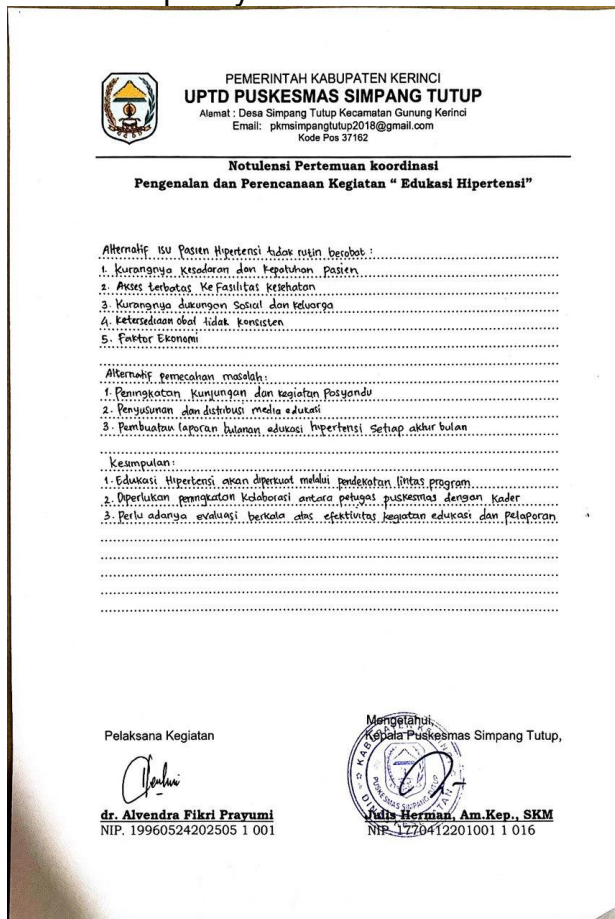 PEMERINTAH KABUPATEN KERINCI
UPTD PUSKESMAS SIMPANG TUTUP
Alamat : Desa Simpang Tutup Kecamatan Gunung Kerinci
Email: pkmsimpangtutup2018@gmail.com
Kode Pos 37162
Notulensi Pertemuan koordinasi
Pengenalan dan Perencanaan Kegiatan “ Edukasi Hipertensi”
Alternatif isu Pasien Hipertensi tidak rutin berobat :
1. Kurangnya Kesadaran dan Kepatuhan Pasien
2. Akses terbatas Ke Fasilitas Kesehatan
3. Kurangnya dukungan Sosial dan Keluarga
4. Ketersediaan obat tidak konsisten
5. Faktor Ekonomi
Alternatif pemecahan masalah:
1. Peningkatan Kunjungan dan kegiatan Posyandu
2. Penyusunan dan distribusi media edukasi
3. Pembuatan laporan bulanan edukasi hipertensi Setiap akhir bulan
Kesimpulan:
1. Edukasi Hipertensi akan diperkuat melalui pendekatan lintas program
2. Diperlukan peningkatan Kolaborasi antara petugas puskesmas dengan Kader
3. Perlu adanya evaluasi berkala atas efektivitas kegiatan edukasi dan Pelaporan
Mengetahui,
Pelaksana Kegiatan Kepala Puskesmas Simpang Tutup,
dr. Alvendra Fikri Prayumi Julis Herman, Am.Kep., SKM
NIP. 19960524202505 1 001 NIP. 1770412201001 1 016